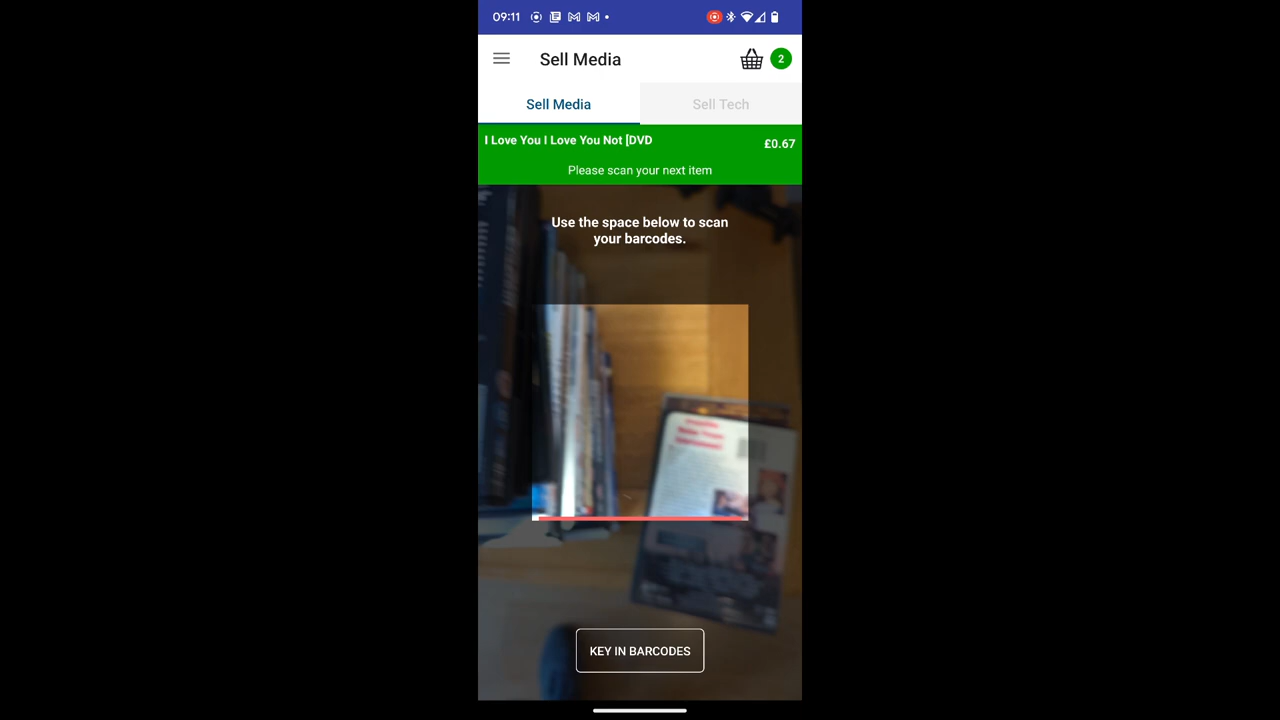 09:11
Sell Media
2
Sell Media
Sell Tech
I Love You I Love You Not [DVD
£0.67
Please scan your next item
Use the space below to scan
your barcodes.
KEY IN BARCODES